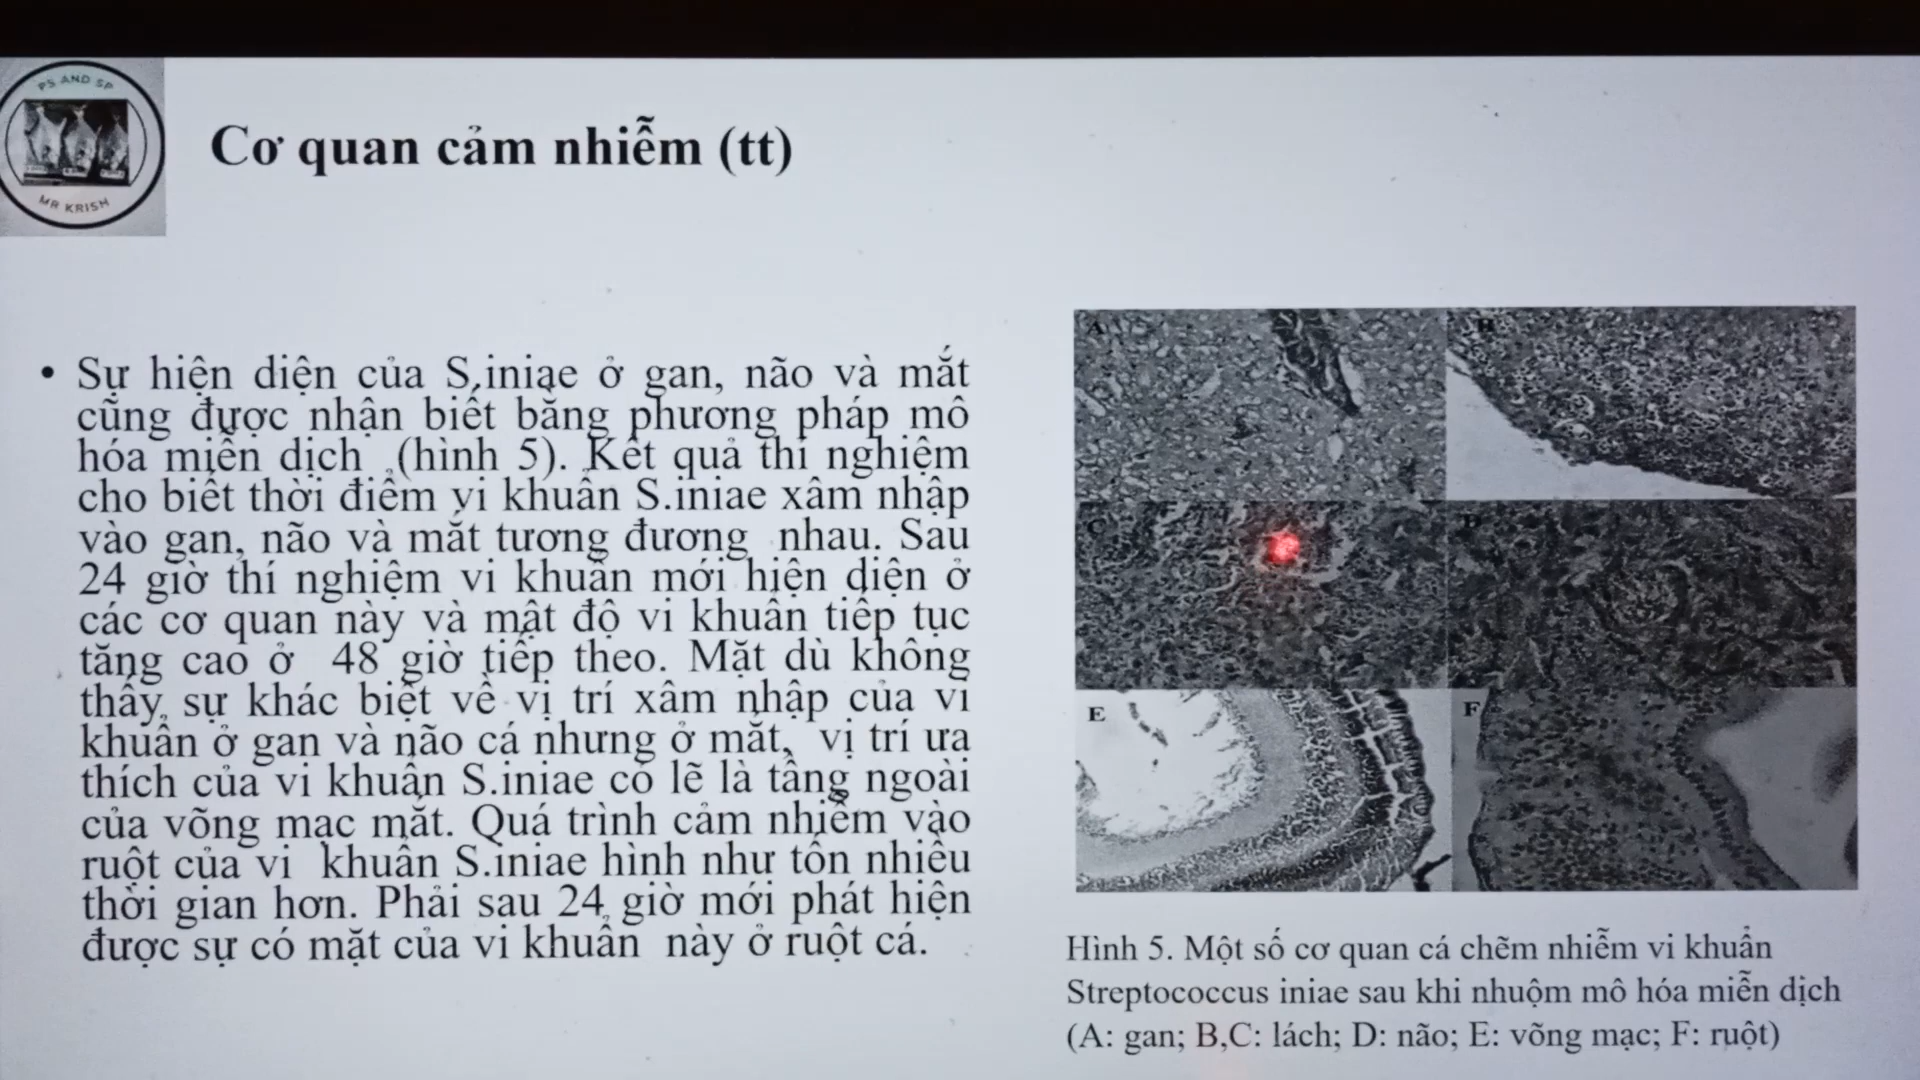 PS AND SP
MR KRISH
Cơ quan cảm nhiễm (tt)
• Sự hiện diện của S.iniae ở gan, não và mắt
cũng được nhận biết bằng phương pháp mô
hóa miễn dịch (hình 5). Kết quả thí nghiệm
cho biết thời điểm vi khuẩn S.iniae xâm nhập
vào gan, não và mắt tương đương nhau. Sau
24 giờ thí nghiệm vi khuẩn mới hiện diện ở
các cơ quan này và mật độ vi khuẩn tiếp tục
tăng cao ở 48 giờ tiếp theo. Mặt dù không
thấy sự khác biệt về vị trí xâm nhập của vi
khuẩn ở gan và não cá nhưng ở mắt, vị trí ưa
thích của vi khuẩn S.iniae có lẽ là tầng ngoài
của võng mạc mắt. Quá trình cảm nhiễm vào
ruột của vi khuẩn S.iniae hình như tốn nhiều
thời gian hơn. Phải sau 24 giờ mới phát hiện
được sự có mặt của vi khuẩn này ở ruột cá.
A
B
C
D
E
F
Hình 5. Một số cơ quan cá chẽm nhiễm vi khuẩn
Streptococcus iniae sau khi nhuộm mô hóa miễn dịch
(A: gan; B,C: lách; D: não; E: võng mạc; F: ruột)